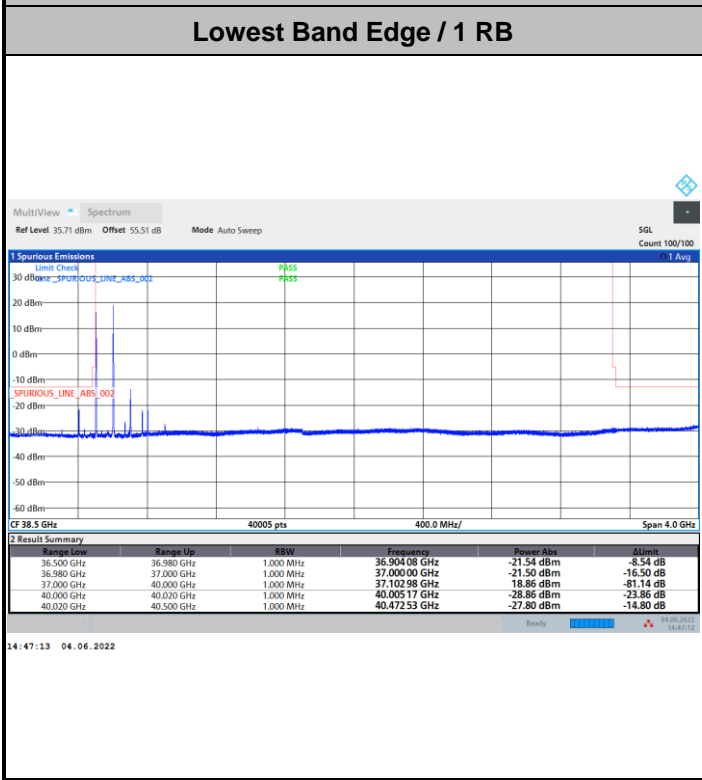 Lowest Band Edge / 1 RB
MultiView Spectrum
Ref Level 35.71 dBm Offset 55.51 dB Mode Auto Sweep SGL
Count 100/100
1 Spurious Emissions 1 Avg
Limit Check PASS
30 dBm Line _SPURIOUS_LINE_ABS_002 PASS
20 dBm
10 dBm
0 dBm
-10 dBm
_SPURIOUS_LINE_ABS_002
-20 dBm
-30 dBm
-40 dBm
-50 dBm
-60 dBm
CF 38.5 GHz 40005 pts 400.0 MHz/ Span 4.0 GHz
2 Result Summary
Range Low Range Up RBW Frequency Power Abs ΔLimit
36.500 GHz 36.980 GHz 1.000 MHz 36.904 08 GHz -21.54 dBm -8.54 dB
36.980 GHz 37.000 GHz 1.000 MHz 37.000 00 GHz -21.50 dBm -16.50 dB
37.000 GHz 40.000 GHz 1.000 MHz 37.102 98 GHz 18.86 dBm -81.14 dB
40.000 GHz 40.020 GHz 1.000 MHz 40.005 17 GHz -28.86 dBm -23.86 dB
40.020 GHz 40.500 GHz 1.000 MHz 40.472 53 GHz -27.80 dBm -14.80 dB
Ready 04.06.2022
14:47:12
14:47:13 04.06.2022